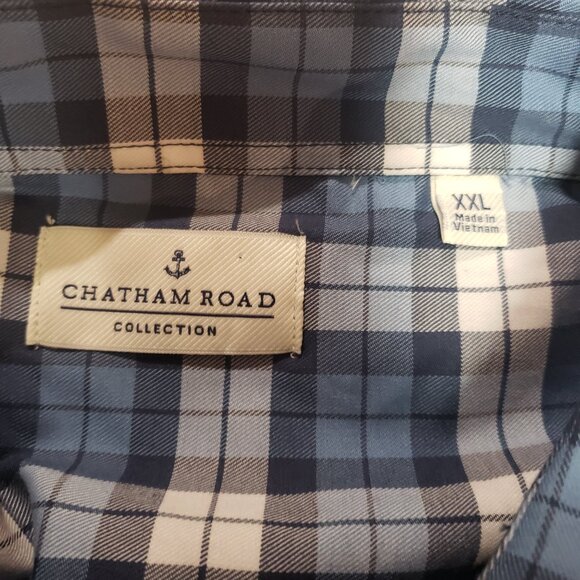 CHATHAM ROAD
COLLECTION
XXL
Made in
Vietnam